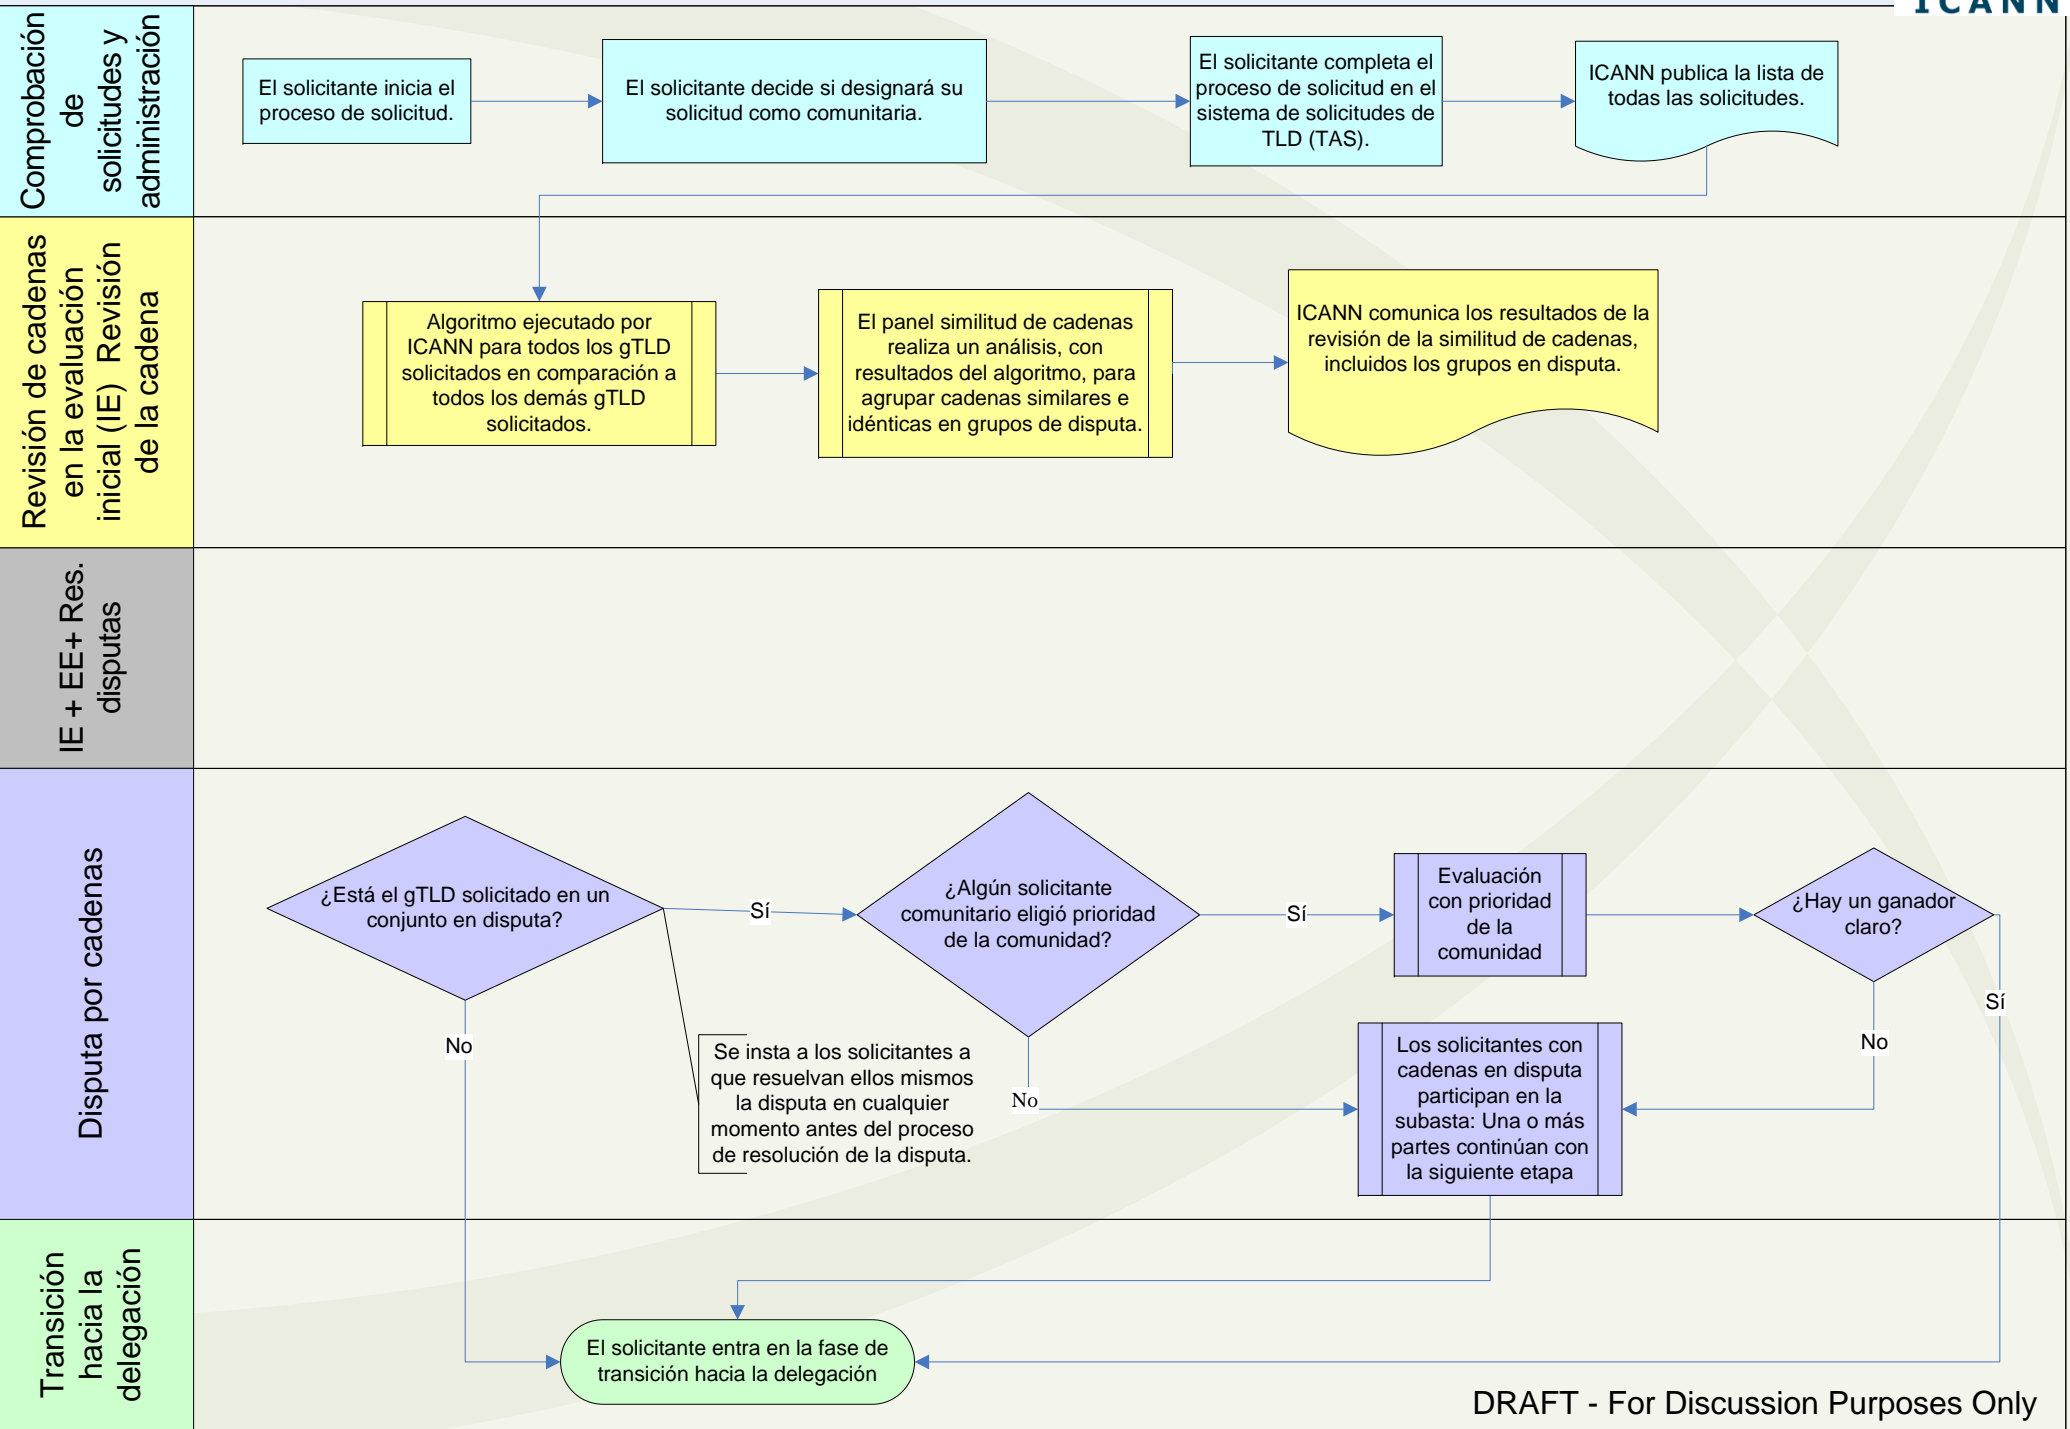 ICANN
Comprobación
de
solicitudes y
administración
El solicitante inicia el
proceso de solicitud.
El solicitante decide si designará su
solicitud como comunitaria.
El solicitante completa el
proceso de solicitud en el
sistema de solicitudes de
TLD (TAS).
ICANN publica la lista de
todas las solicitudes.
Revisión de cadenas
en la evaluación
inicial (IE) Revisión
de la cadena
Algoritmo ejecutado por
ICANN para todos los gTLD
solicitados en comparación a
todos los demás gTLD
solicitados.
El panel similitud de cadenas
realiza un análisis, con
resultados del algoritmo, para
agrupar cadenas similares e
idénticas en grupos de disputa.
ICANN comunica los resultados de la
revisión de la similitud de cadenas,
incluidos los grupos en disputa.
IE + EE+ Res.
disputas
Disputa por cadenas
¿Está el gTLD solicitado en un
conjunto en disputa?
Sí
¿Algún solicitante
comunitario eligió prioridad
de la comunidad?
Sí
Evaluación
con prioridad
de la
comunidad
¿Hay un ganador
claro?
Sí
No
No
Se insta a los solicitantes a
que resuelvan ellos mismos
la disputa en cualquier
momento antes del proceso
de resolución de la disputa.
No
Los solicitantes con
cadenas en disputa
participan en la
subasta: Una o más
partes continúan con
la siguiente etapa
Transición
hacia la
delegación
El solicitante entra en la fase de
transición hacia la delegación
DRAFT - For Discussion Purposes Only